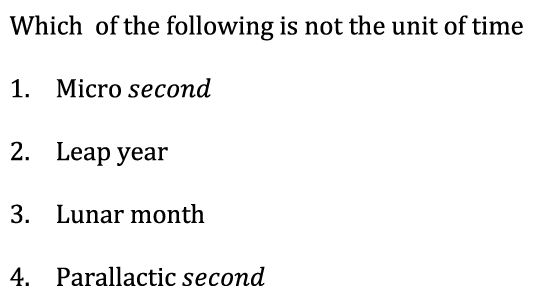 Which of the following is not the unit of time
1. Micro second
2. Leap year
3. Lunar month
4. Parallactic second